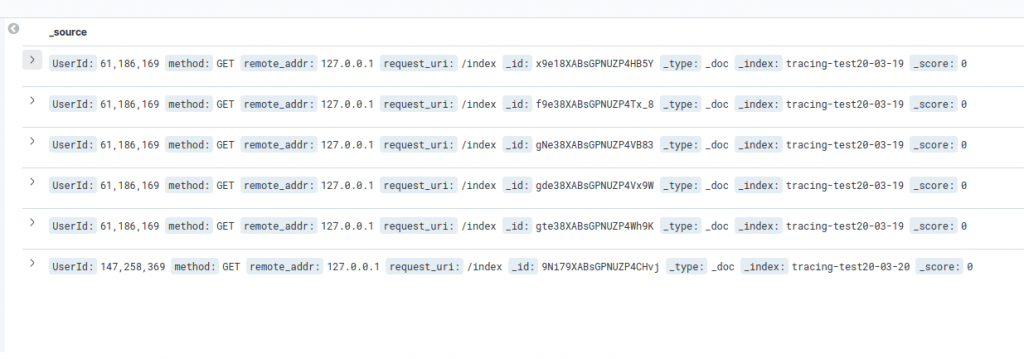 _source
UserId: 61,186,169 method: GET remote_addr: 127.0.0.1 request_uri: /index _id: x9e18XABsGPNUZP4HB5Y _type: _doc _index: tracing-test20-03-19 _score: 0
UserId: 61,186,169 method: GET remote_addr: 127.0.0.1 request_uri: /index _id: f9e38XABsGPNUZP4Tx_8 _type: _doc _index: tracing-test20-03-19 _score: 0
UserId: 61,186,169 method: GET remote_addr: 127.0.0.1 request_uri: /index _id: gNe38XABsGPNUZP4VB83 _type: _doc _index: tracing-test20-03-19 _score: 0
UserId: 61,186,169 method: GET remote_addr: 127.0.0.1 request_uri: /index _id: gde38XABsGPNUZP4Vx9W _type: _doc _index: tracing-test20-03-19 _score: 0
UserId: 61,186,169 method: GET remote_addr: 127.0.0.1 request_uri: /index _id: gte38XABsGPNUZP4Wh9K _type: _doc _index: tracing-test20-03-19 _score: 0
UserId: 147,258,369 method: GET remote_addr: 127.0.0.1 request_uri: /index _id: 9Ni79XABsGPNUZP4CHvj _type: _doc _index: tracing-test20-03-20 _score: 0